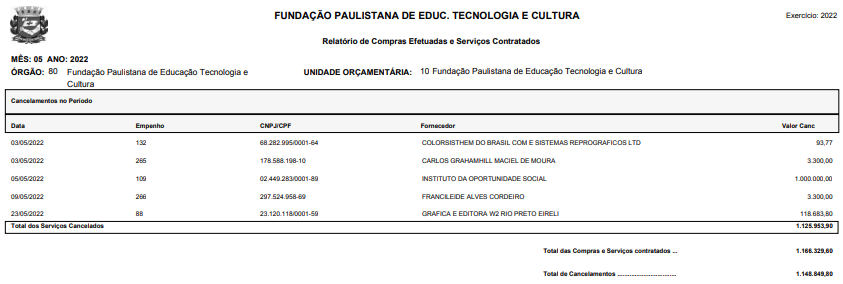 FUNDAÇÃO PAULISTANA DE EDUC. TECNOLOGIA E CULTURA
Exercício: 2022
Relatório de Compras Efetuadas e Serviços Contratados
MÊS: 05 ANO: 2022
ÓRGÃO: 80 Fundação Paulistana de Educação Tecnologia e Cultura UNIDADE ORÇAMENTÁRIA: 10 Fundação Paulistana de Educação Tecnologia e Cultura
Cancelamentos no Período
Data Empenho CNPJ/CPF Fornecedor Valor Canc
03/05/2022 132 68.282.995/0001-64 COLORSISTHEM DO BRASIL COM E SISTEMAS REPROGRAFICOS LTD 93,77
03/05/2022 265 178.588.198-10 CARLOS GRAHAMHILL MACIEL DE MOURA 3.300,00
05/05/2022 109 02.449.283/0001-89 INSTITUTO DA OPORTUNIDADE SOCIAL 1.000.000,00
09/05/2022 266 297.524.958-69 FRANCILEIDE ALVES CORDEIRO 3.300,00
23/05/2022 88 23.120.118/0001-59 GRAFICA E EDITORA W2 RIO PRETO EIRELI 118.683,80
Total dos Serviços Cancelados 1.125.953,90
Total das Compras e Serviços contratados ... 1.166.329,60
Total de Cancelamentos ................................ 1.148.849,80